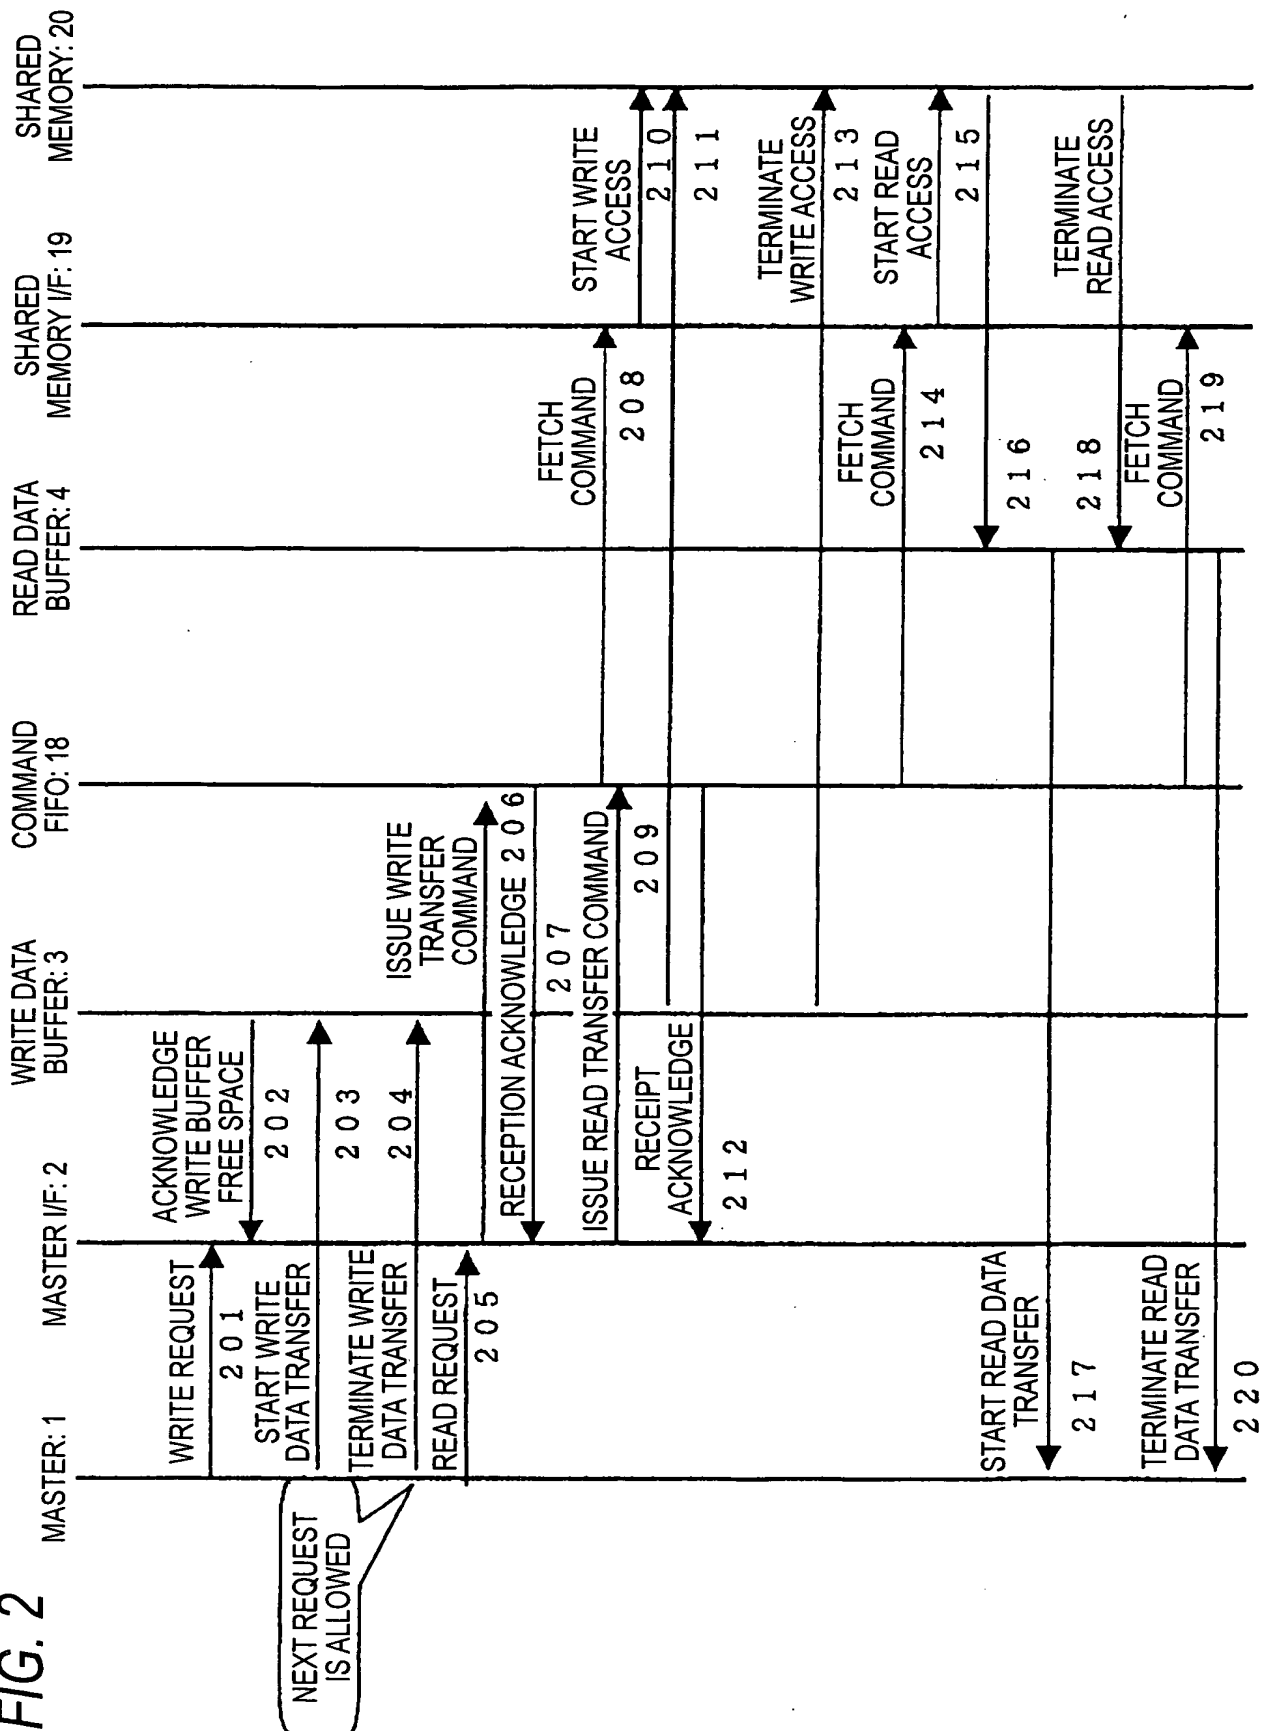 FIG. 2
MASTER: 1
MASTER I/F: 2
WRITE DATA
BUFFER: 3
COMMAND
FIFO: 18
READ DATA
BUFFER: 4
SHARED
MEMORY I/F: 19
SHARED
MEMORY: 20
WRITE REQUEST
201
ACKNOWLEDGE
WRITE BUFFER
FREE SPACE
202
START WRITE
DATA TRANSFER
203
NEXT REQUEST
IS ALLOWED
TERMINATE WRITE
DATA TRANSFER
204
READ REQUEST
205
ISSUE WRITE
TRANSFER
COMMAND
RECEPTION ACKNOWLEDGE 206
207
FETCH
COMMAND
208
ISSUE READ TRANSFER COMMAND
209
START WRITE
ACCESS
210
211
RECEIPT
ACKNOWLEDGE
212
TERMINATE
WRITE ACCESS
213
FETCH
COMMAND
214
START READ
ACCESS
215
216
START READ DATA
TRANSFER
217
TERMINATE
READ ACCESS
218
FETCH
COMMAND
219
TERMINATE READ
DATA TRANSFER
220